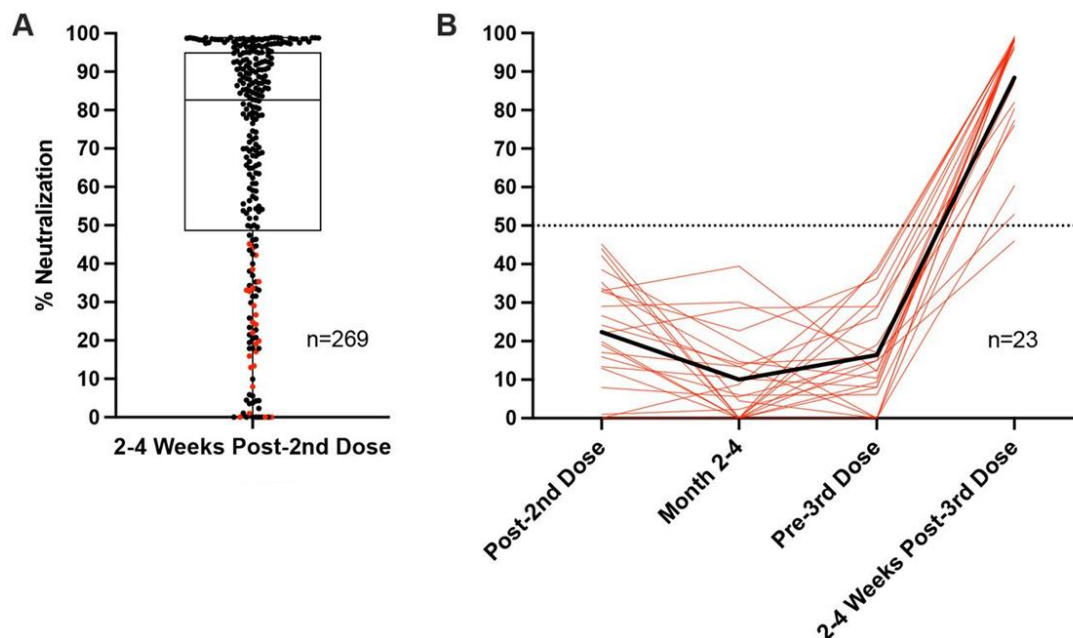 A
% Neutralization
100
90
80
70
60
50
40
30
20
10
0
n=269
2-4 Weeks Post-2nd Dose
B
100
90
80
70
60
50
40
30
20
10
0
n=23
Post-2nd Dose
Month 2-4
Pre-3rd Dose
2-4 Weeks Post-3rd Dose